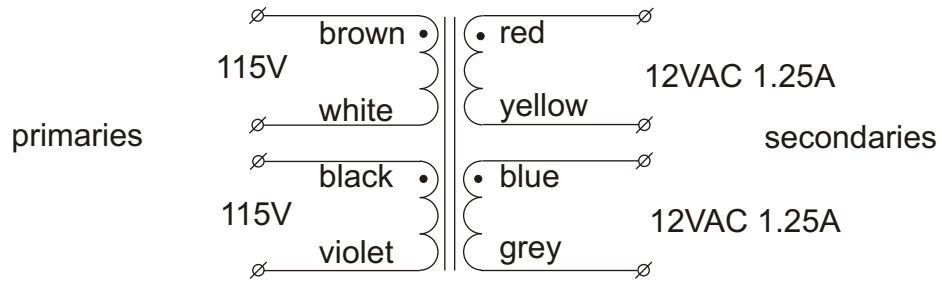 brown
red
115V
12VAC 1.25A
white
yellow
primaries
secondaries
black
blue
115V
12VAC 1.25A
violet
grey